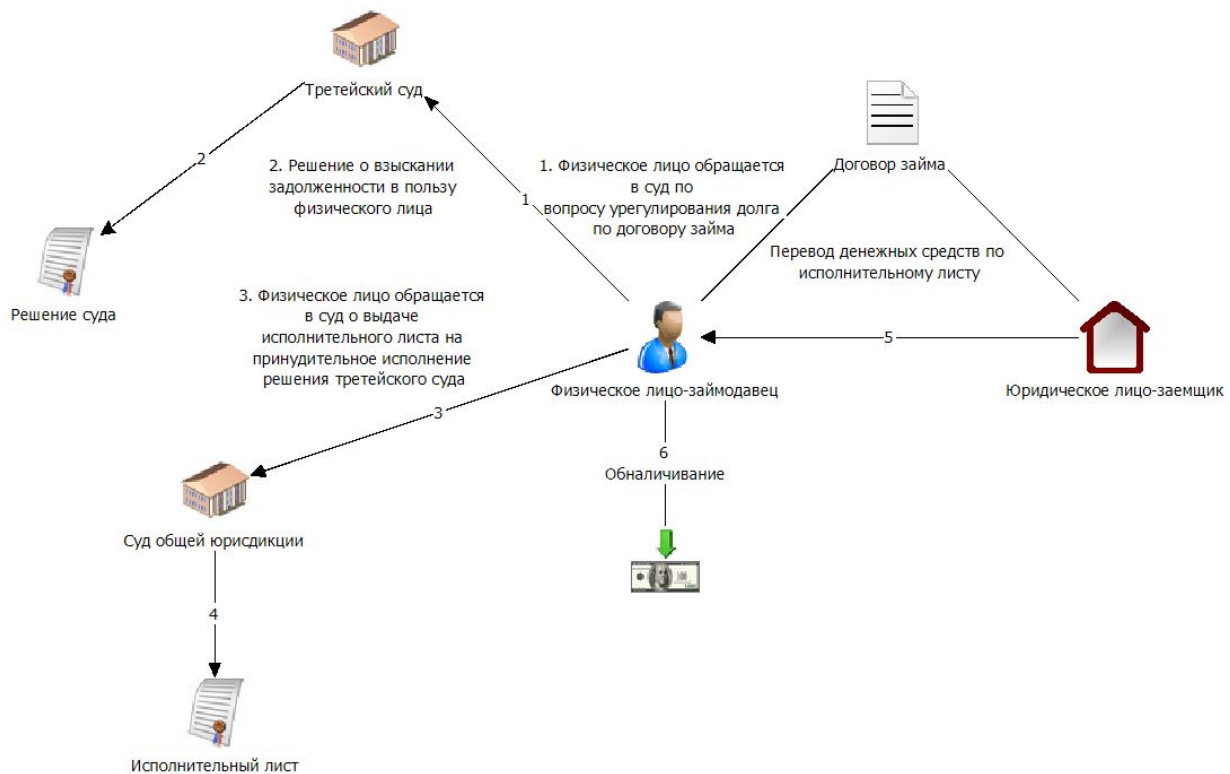 Третейский суд
Договор займа
2
2. Решение о взыскании
задолженности в пользу
физического лица
1
1. Физическое лицо обращается
в суд по
вопросу урегулирования долга
по договору займа
Перевод денежных средств по
исполнительному листу
Решение суда
3. Физическое лицо обращается
в суд о выдаче
исполнительного листа на
принудительное исполнение
решения третейского суда
5
Физическое лицо-займодавец
Юридическое лицо-заемщик
3
6
Обналичивание
Суд общей юрисдикции
4
Исполнительный лист